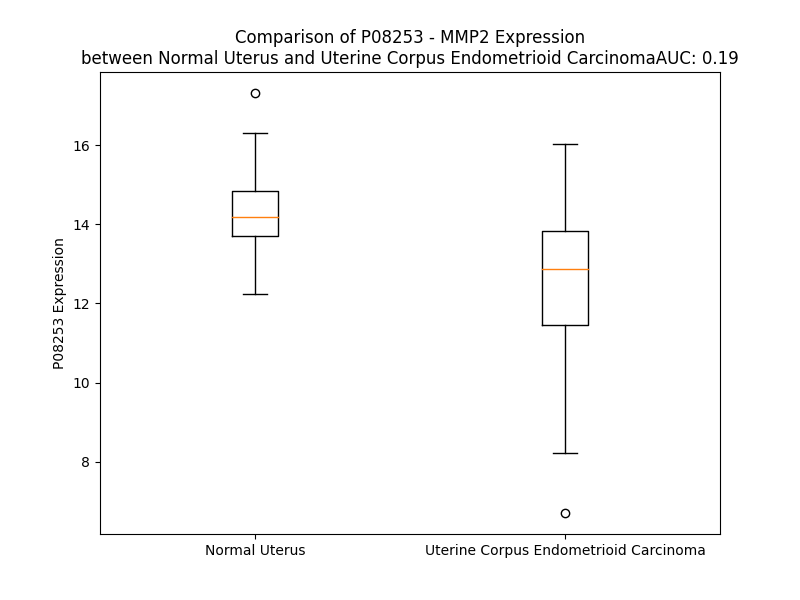 Comparison of P08253 - MMP2 Expression
between Normal Uterus and Uterine Corpus Endometrioid CarcinomaAUC: 0.19
P08253 Expression
16
14
12
10
8
Normal Uterus
Uterine Corpus Endometrioid Carcinoma